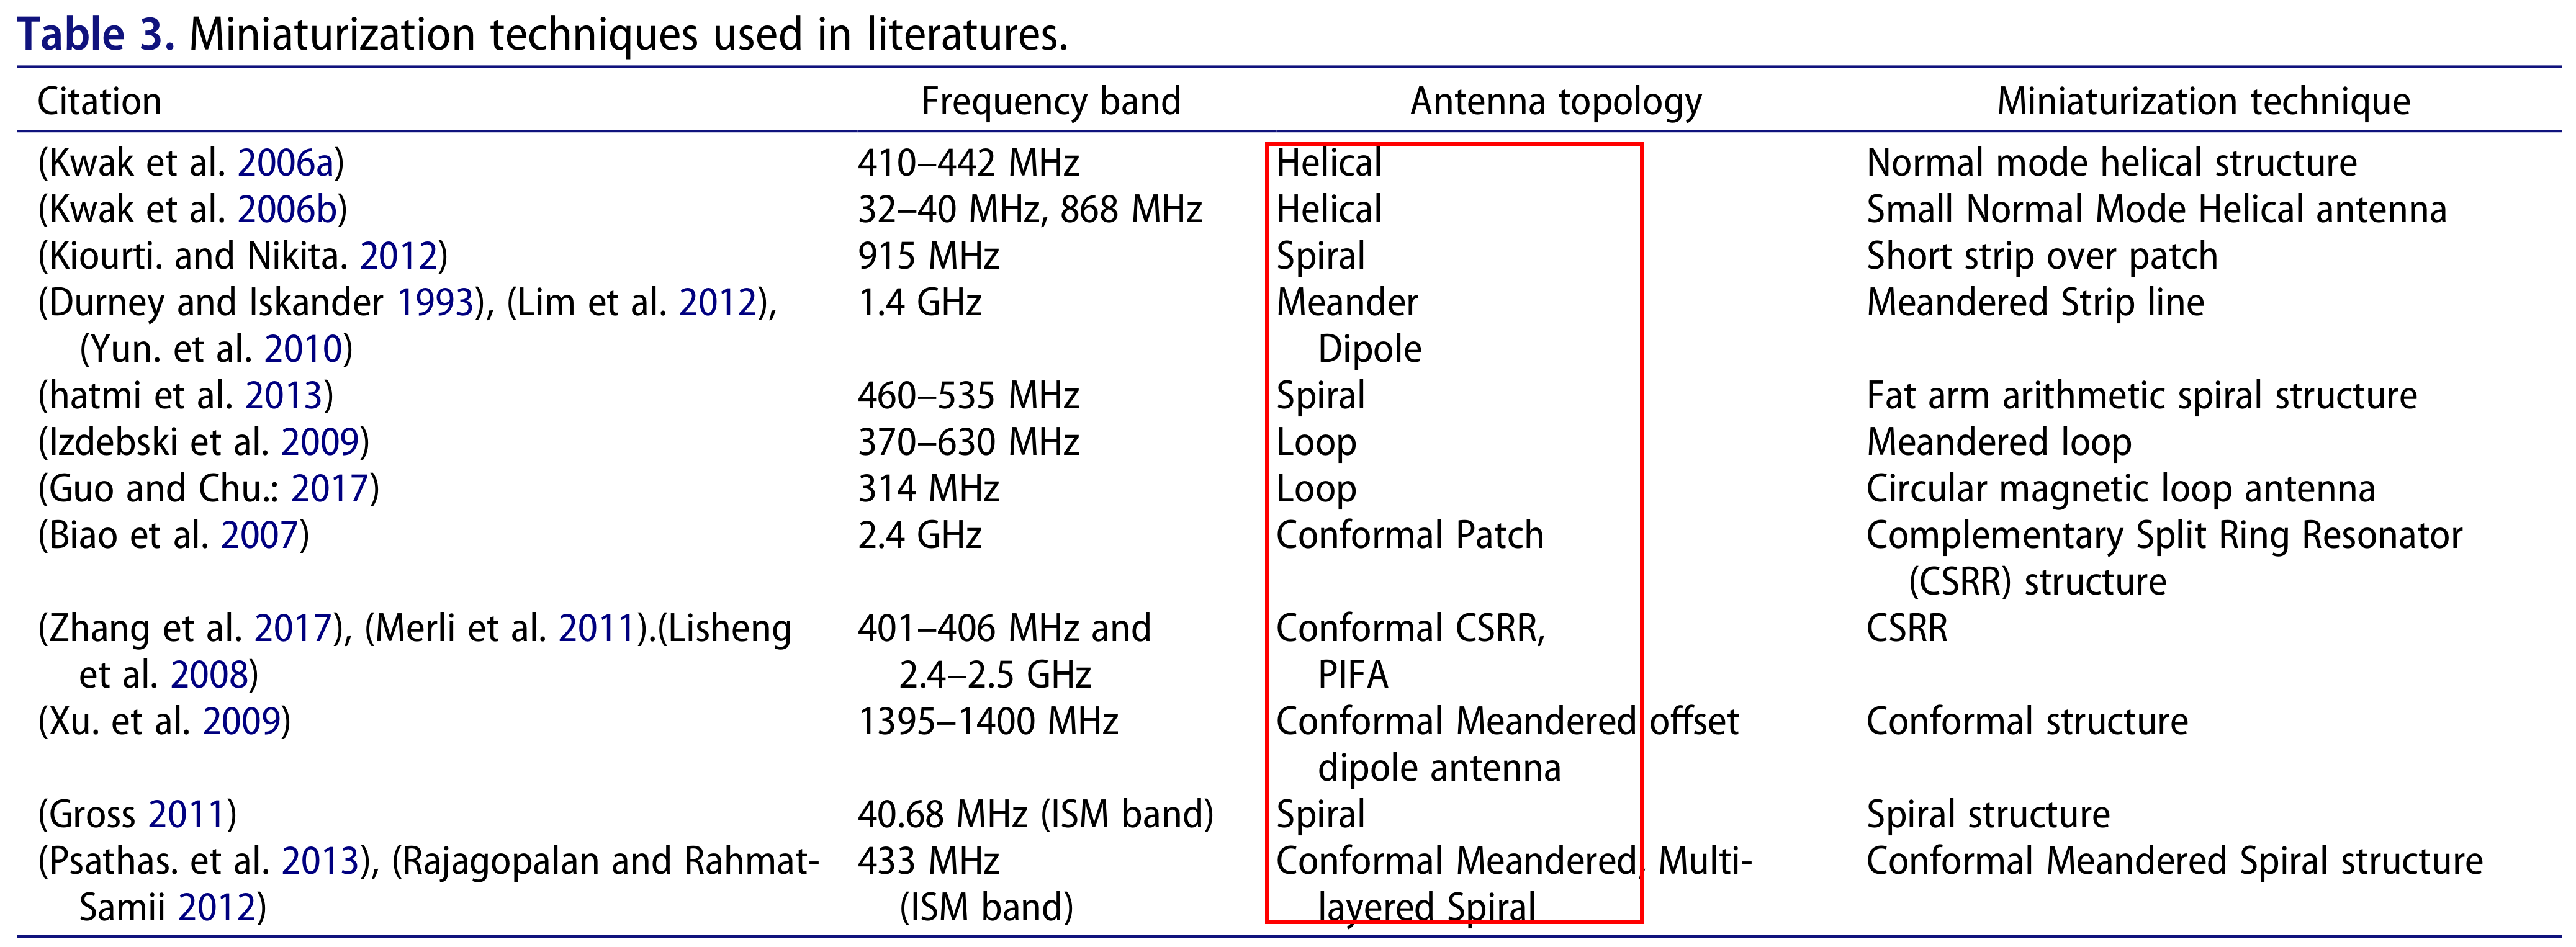 Table 3. Miniaturization techniques used in literatures.
Citation Frequency band Antenna topology Miniaturization technique
(Kwak et al. 2006a) 410–442 MHz Helical Normal mode helical structure
(Kwak et al. 2006b) 32–40 MHz, 868 MHz Helical Small Normal Mode Helical antenna
(Kiourti. and Nikita. 2012) 915 MHz Spiral Short strip over patch
(Durney and Iskander 1993), (Lim et al. 2012), 1.4 GHz Meander Meandered Strip line
(Yun. et al. 2010) Dipole
(hatmi et al. 2013) 460–535 MHz Spiral Fat arm arithmetic spiral structure
(Izdebski et al. 2009) 370–630 MHz Loop Meandered loop
(Guo and Chu.: 2017) 314 MHz Loop Circular magnetic loop antenna
(Biao et al. 2007) 2.4 GHz Conformal Patch Complementary Split Ring Resonator
(CSRR) structure
(Zhang et al. 2017), (Merli et al. 2011).(Lisheng 401–406 MHz and Conformal CSRR, CSRR
et al. 2008) 2.4–2.5 GHz PIFA
(Xu. et al. 2009) 1395–1400 MHz Conformal Meandered offset Conformal structure
dipole antenna
(Gross 2011) 40.68 MHz (ISM band) Spiral Spiral structure
(Psathas. et al. 2013), (Rajagopalan and Rahmat- 433 MHz Conformal Meandered, Multi- Conformal Meandered Spiral structure
Samii 2012) (ISM band) layered Spiral